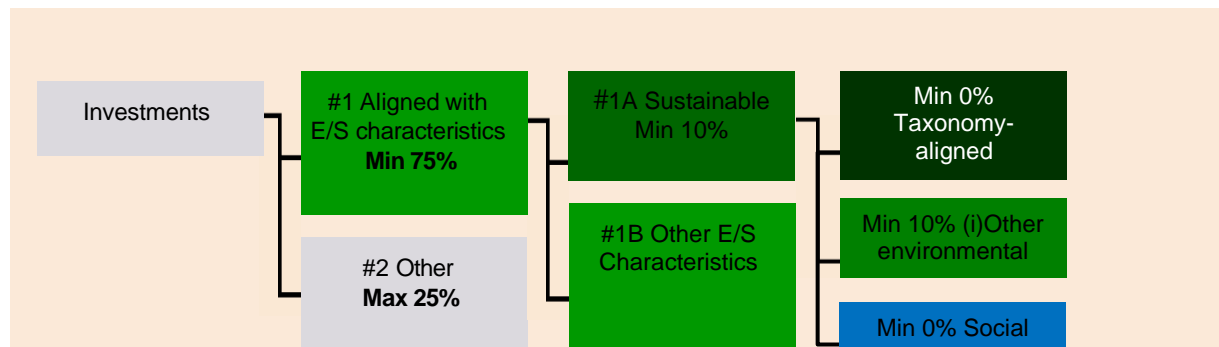 Investments
#1 Aligned with
E/S characteristics
Min 75%
#2 Other
Max 25%
#1A Sustainable
Min 10%
#1B Other E/S
Characteristics
Min 0%
Taxonomy-
aligned
Min 10% (i)Other
environmental
Min 0% Social